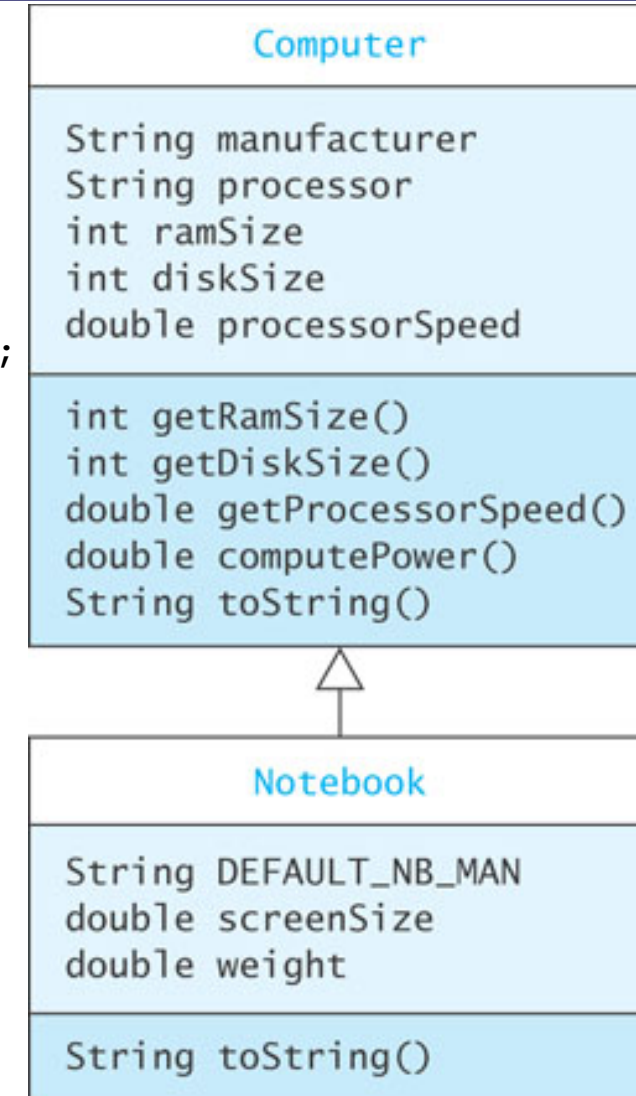 Computer
String manufacturer
String processor
int ramSize
int diskSize
double processorSpeed
;
int getRamSize()
int getDiskSize()
double getProcessorSpeed()
double computePower()
String toString()
Notebook
String DEFAULT_NB_MAN
double screenSize
double weight
String toString()